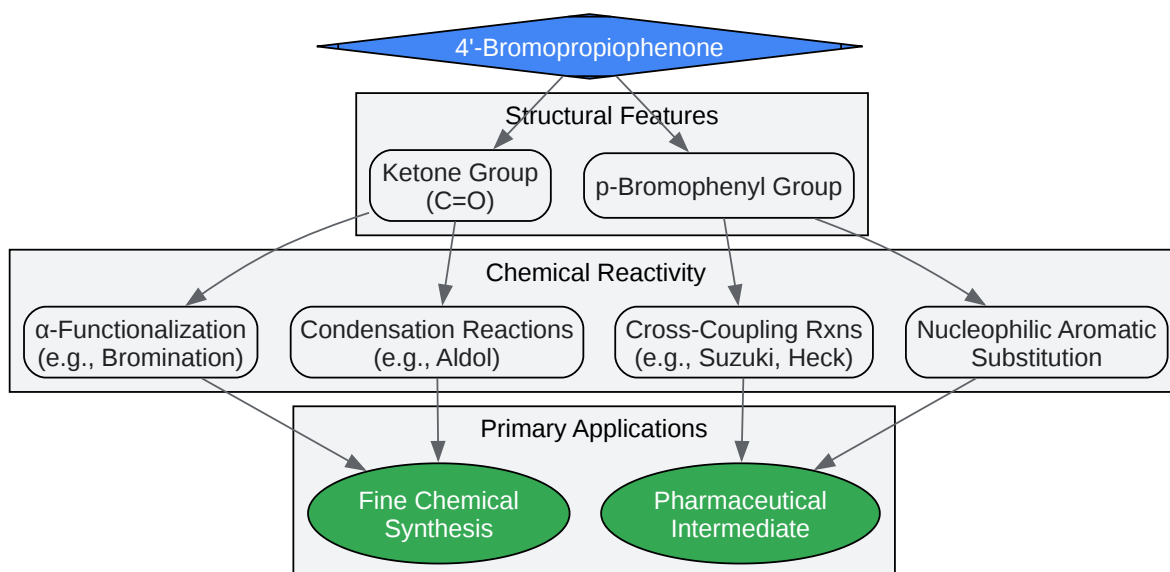 4'-Bromopropiophenone
Structural Features
Ketone Group
(C=O)
p-Bromophenyl Group
Chemical Reactivity
α-Functionalization
(e.g., Bromination)
Condensation Reactions
(e.g., Aldol)
Cross-Coupling Rxns
(e.g., Suzuki, Heck)
Nucleophilic Aromatic
Substitution
Primary Applications
Fine Chemical
Synthesis
Pharmaceutical
Intermediate